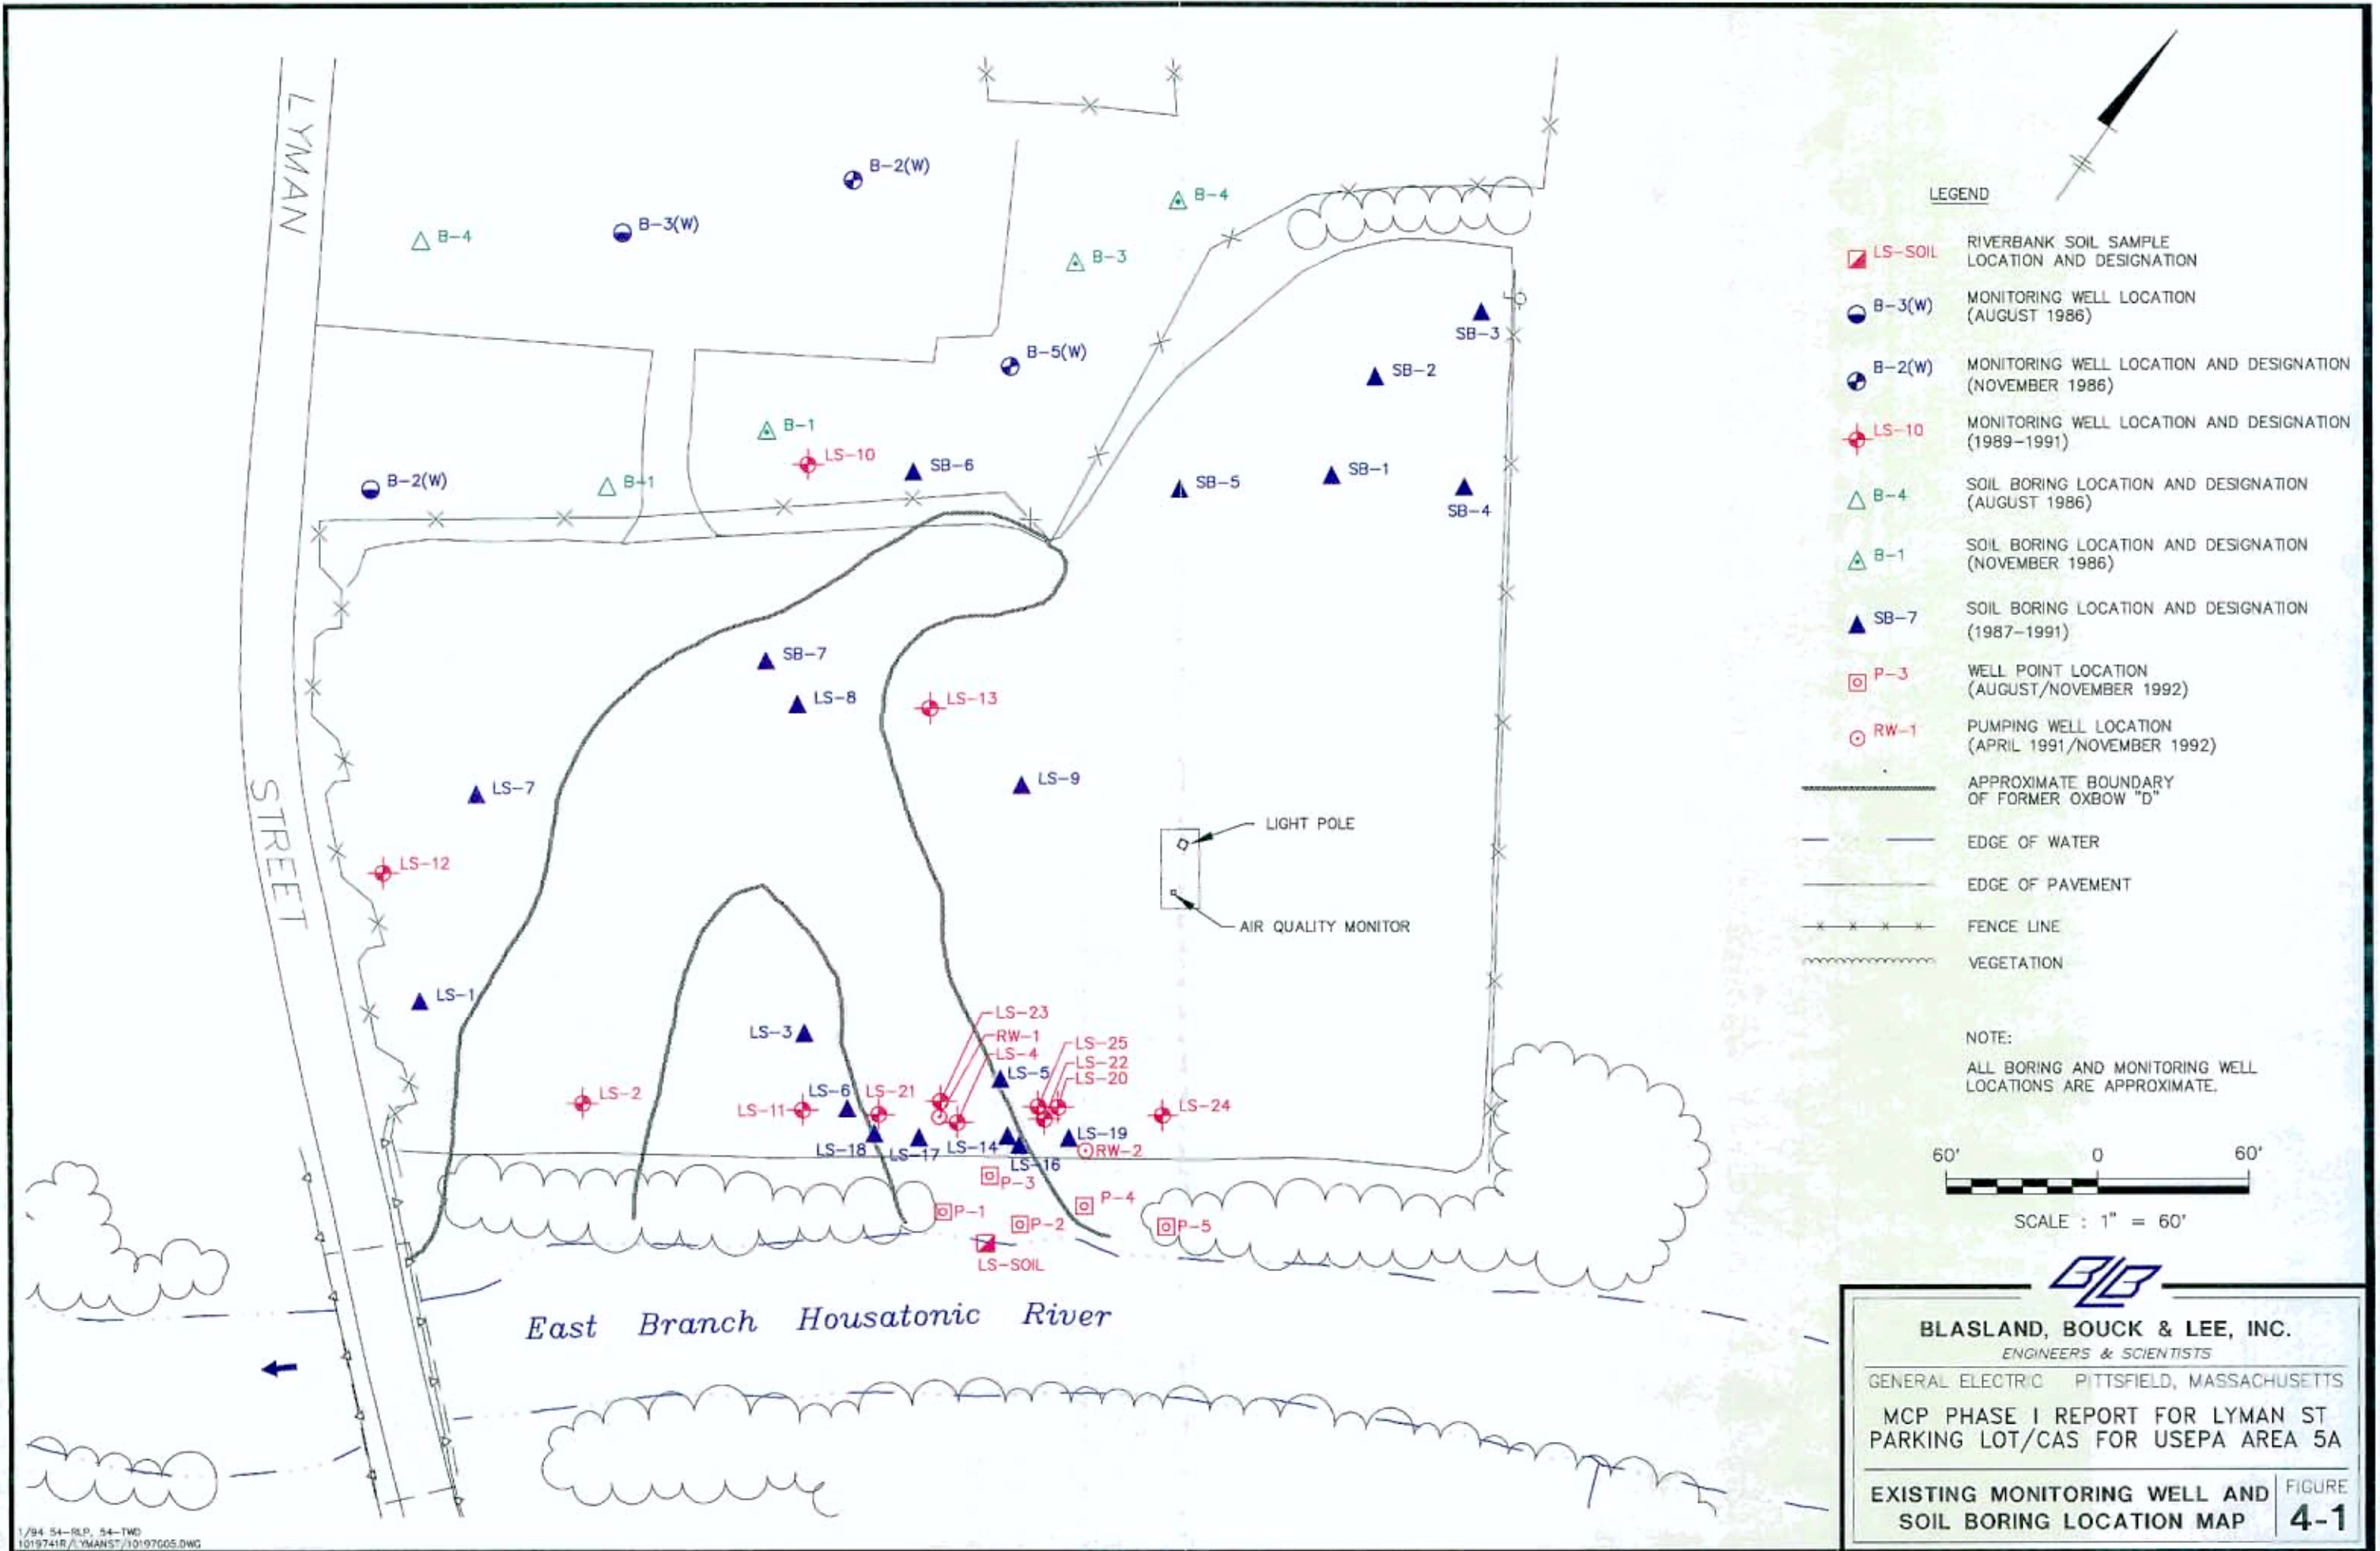 LYMAN
STREET
B-2(W)
B-3(W)
B-4
B-4
B-3
B-5(W)
B-1
LS-10
SB-6
B-2(W)
B-1
SB-3
SB-2
SB-5
SB-1
SB-4
SB-7
LS-8
LS-13
LS-7
LS-9
LIGHT POLE
LS-12
AIR QUALITY MONITOR
LS-1
LS-3
LS-23
RW-1
LS-4
LS-25
LS-22
LS-20
LS-5
LS-2
LS-6
LS-21
LS-11
LS-24
LS-18
LS-17
LS-14
LS-19
LS-16
RW-2
P-3
P-1
P-2
P-4
P-5
LS-SOIL
East Branch Housatonic River
LEGEND
LS-SOIL RIVERBANK SOIL SAMPLE
LOCATION AND DESIGNATION
B-3(W) MONITORING WELL LOCATION
(AUGUST 1986)
B-2(W) MONITORING WELL LOCATION AND DESIGNATION
(NOVEMBER 1986)
LS-10 MONITORING WELL LOCATION AND DESIGNATION
(1989-1991)
B-4 SOIL BORING LOCATION AND DESIGNATION
(AUGUST 1986)
B-1 SOIL BORING LOCATION AND DESIGNATION
(NOVEMBER 1986)
SB-7 SOIL BORING LOCATION AND DESIGNATION
(1987-1991)
P-3 WELL POINT LOCATION
(AUGUST/NOVEMBER 1992)
RW-1 PUMPING WELL LOCATION
(APRIL 1991/NOVEMBER 1992)
APPROXIMATE BOUNDARY
OF FORMER OXBOW "D"
EDGE OF WATER
EDGE OF PAVEMENT
FENCE LINE
VEGETATION
NOTE:
ALL BORING AND MONITORING WELL
LOCATIONS ARE APPROXIMATE.
60' 0 60'
SCALE : 1" = 60'
BLB
BLASLAND, BOUCK & LEE, INC.
ENGINEERS & SCIENTISTS
GENERAL ELECTRIC PITTSFIELD, MASSACHUSETTS
MCP PHASE I REPORT FOR LYMAN ST
PARKING LOT/CAS FOR USEPA AREA 5A
EXISTING MONITORING WELL AND
SOIL BORING LOCATION MAP
FIGURE
4-1
1/94 54-RLP, 54-TWD
1019741R/LYMANST/10197G05.DWG